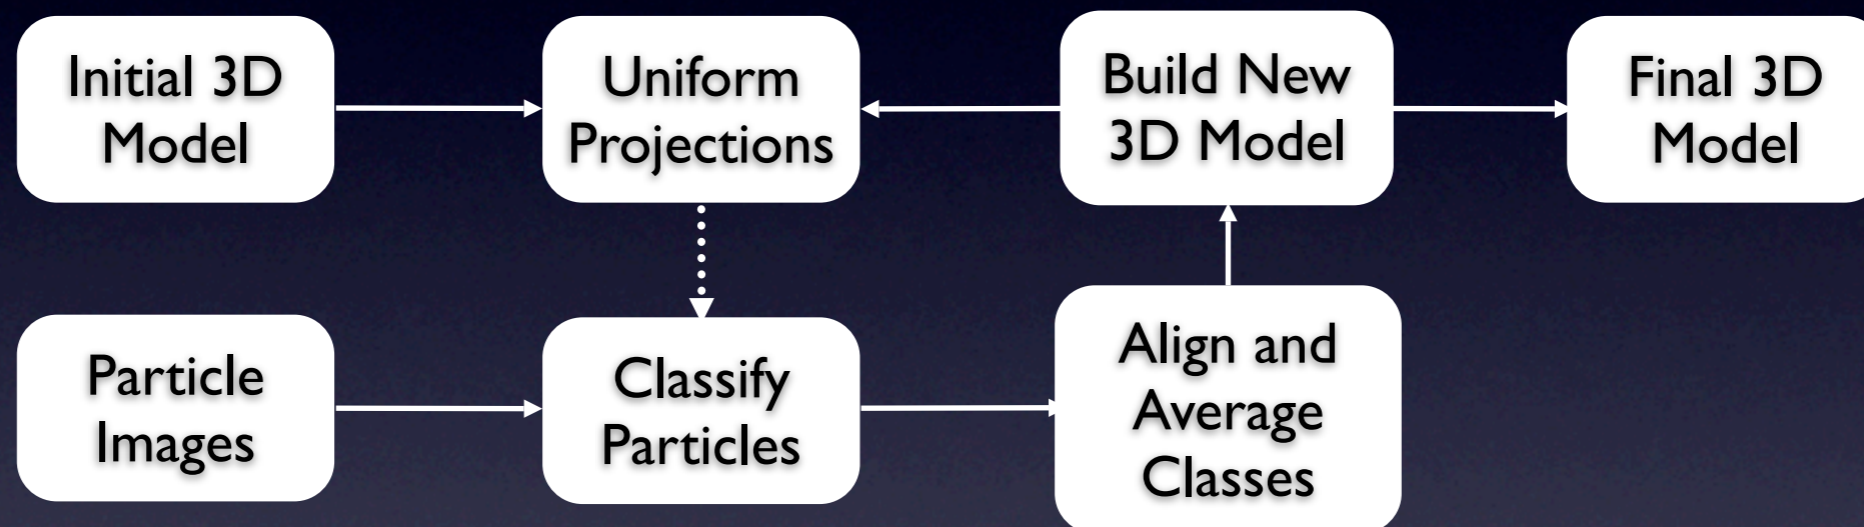 Initial 3D
Model
Uniform
Projections
Build New
3D Model
Final 3D
Model
Particle
Images
Classify
Particles
Align and
Average
Classes